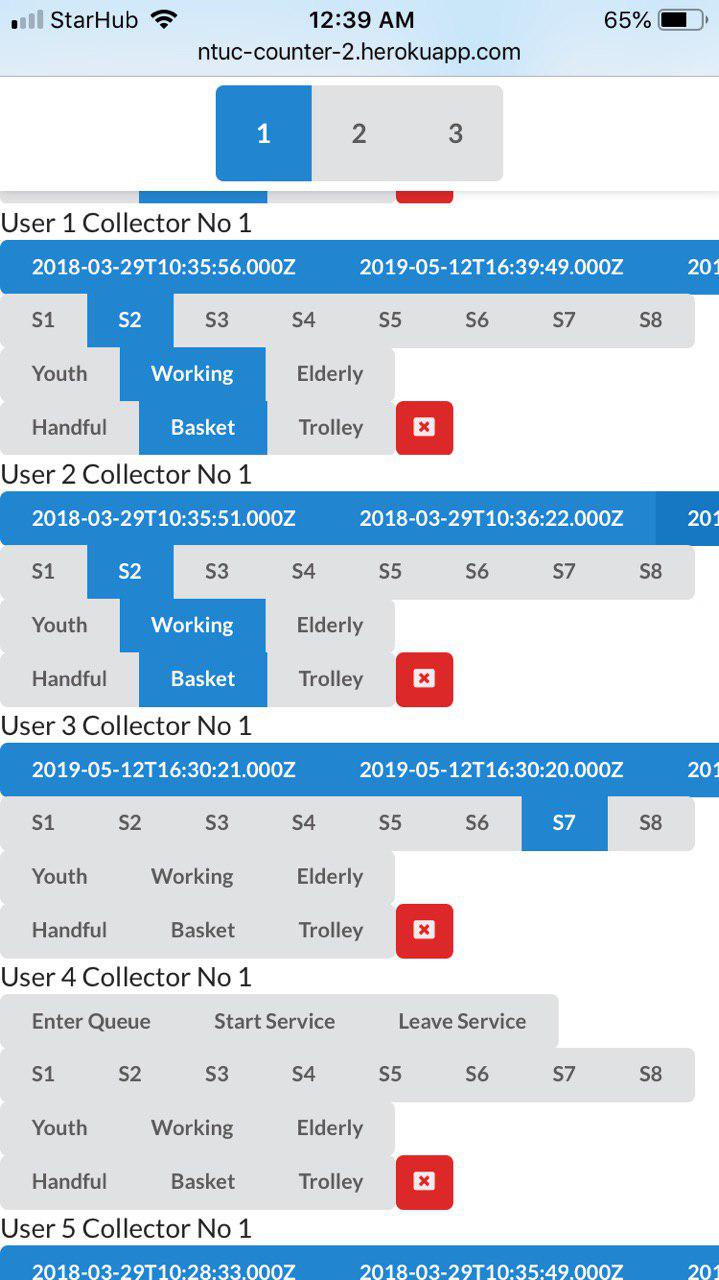 StarHub 12:39 AM 65%
ntuc-counter-2.herokuapp.com
1 2 3
User 1 Collector No 1
2018-03-29T10:35:56.000Z 2019-05-12T16:39:49.000Z 201
S1 S2 S3 S4 S5 S6 S7 S8
Youth Working Elderly
Handful Basket Trolley
User 2 Collector No 1
2018-03-29T10:35:51.000Z 2018-03-29T10:36:22.000Z 201
S1 S2 S3 S4 S5 S6 S7 S8
Youth Working Elderly
Handful Basket Trolley
User 3 Collector No 1
2019-05-12T16:30:21.000Z 2019-05-12T16:30:20.000Z 201
S1 S2 S3 S4 S5 S6 S7 S8
Youth Working Elderly
Handful Basket Trolley
User 4 Collector No 1
Enter Queue Start Service Leave Service
S1 S2 S3 S4 S5 S6 S7 S8
Youth Working Elderly
Handful Basket Trolley
User 5 Collector No 1
2018-03-29T10:28:33.000Z 2018-03-29T10:35:49.000Z 201